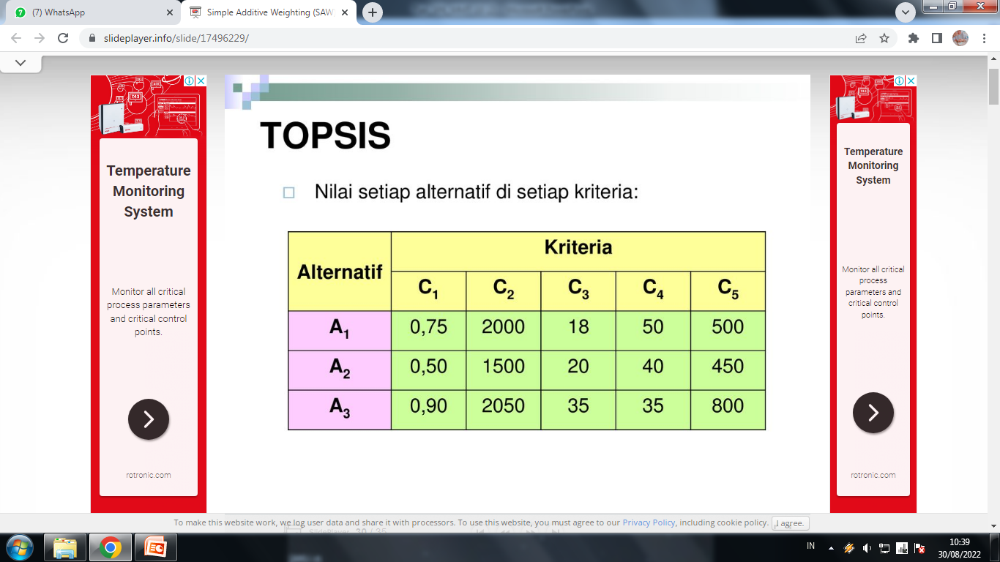 (7) WhatsApp
Simple Additive Weighting (SAW
slideplayer.info/slide/17496229/
Temperature
Monitoring
System
Monitor all critical
process parameters
and critical control
points.
rotronic.com
TOPSIS
Nilai setiap alternatif di setiap kriteria:
Alternatif Kriteria
C1 C2 C3 C4 C5
A1 0,75 2000 18 50 500
A2 0,50 1500 20 40 450
A3 0,90 2050 35 35 800
Temperature
Monitoring
System
Monitor all critical
process
parameters and
critical control
points.
rotronic.com
To make this website work, we log user data and share it with processors. To use this website, you must agree to our Privacy Policy, including cookie policy. I agree.
SlidePlayer 30 / 35
IN
10:39
30/08/2022